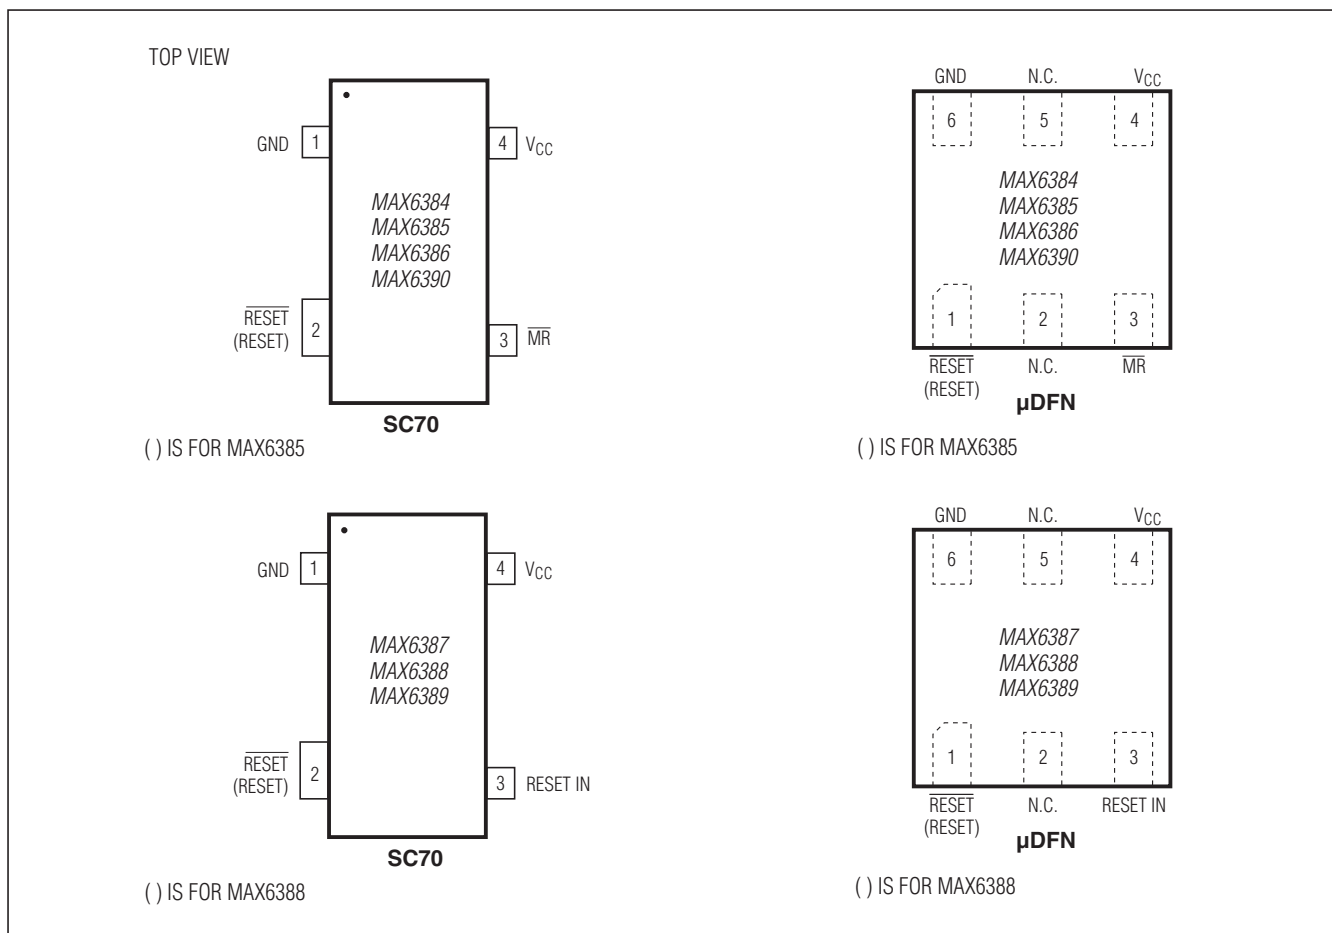 TOP VIEW
GND 1
4 VCC
MAX6384
MAX6385
MAX6386
MAX6390
RESET
(RESET)
2
3 MR
SC70
( ) IS FOR MAX6385
GND N.C. VCC
6 5 4
MAX6384
MAX6385
MAX6386
MAX6390
1 2 3
RESET
(RESET)
N.C. MR
µDFN
( ) IS FOR MAX6385
GND 1
4 VCC
MAX6387
MAX6388
MAX6389
RESET
(RESET)
2
3 RESET IN
SC70
( ) IS FOR MAX6388
GND N.C. VCC
6 5 4
MAX6387
MAX6388
MAX6389
1 2 3
RESET
(RESET)
N.C. RESET IN
µDFN
( ) IS FOR MAX6388